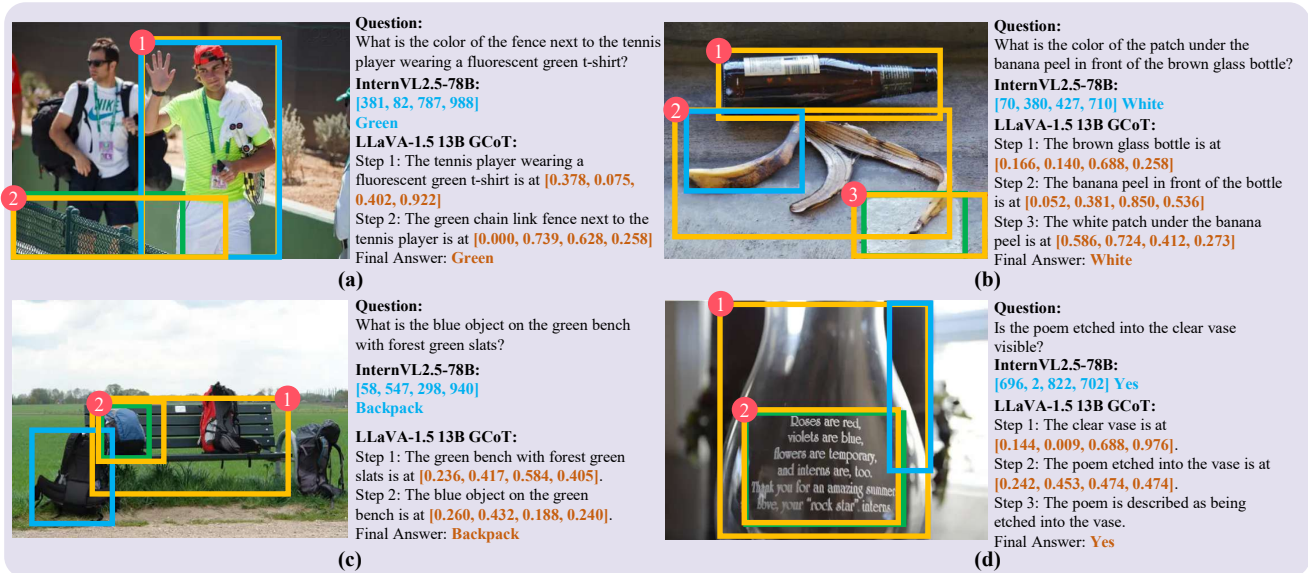 1
2
NIKE
Question:
What is the color of the fence next to the tennis
player wearing a fluorescent green t-shirt?
InternVL2.5-78B:
[381, 82, 787, 988]
Green
LLaVA-1.5 13B GCoT:
Step 1: The tennis player wearing a
fluorescent green t-shirt is at [0.378, 0.075,
0.402, 0.922]
Step 2: The green chain link fence next to the
tennis player is at [0.000, 0.739, 0.628, 0.258]
Final Answer: Green
(a)
1
2
3
Question:
What is the color of the patch under the
banana peel in front of the brown glass bottle?
InternVL2.5-78B:
[70, 380, 427, 710] White
LLaVA-1.5 13B GCoT:
Step 1: The brown glass bottle is at
[0.166, 0.140, 0.688, 0.258]
Step 2: The banana peel in front of the bottle
is at [0.052, 0.381, 0.850, 0.536]
Step 3: The white patch under the banana
peel is at [0.586, 0.724, 0.412, 0.273]
Final Answer: White
(b)
2
1
Question:
What is the blue object on the green bench
with forest green slats?
InternVL2.5-78B:
[58, 547, 298, 940]
Backpack
LLaVA-1.5 13B GCoT:
Step 1: The green bench with forest green
slats is at [0.236, 0.417, 0.584, 0.405].
Step 2: The blue object on the green
bench is at [0.260, 0.432, 0.188, 0.240].
Final Answer: Backpack
(c)
1
2
Roses are red,
violets are blue,
flowers are temporary,
and interns are, too.
Thank you for an amazing summer
love, your "rock star" interns
Question:
Is the poem etched into the clear vase
visible?
InternVL2.5-78B:
[696, 2, 822, 702] Yes
LLaVA-1.5 13B GCoT:
Step 1: The clear vase is at
[0.144, 0.009, 0.688, 0.976].
Step 2: The poem etched into the vase is at
[0.242, 0.453, 0.474, 0.474].
Step 3: The poem is described as being
etched into the vase.
Final Answer: Yes
(d)